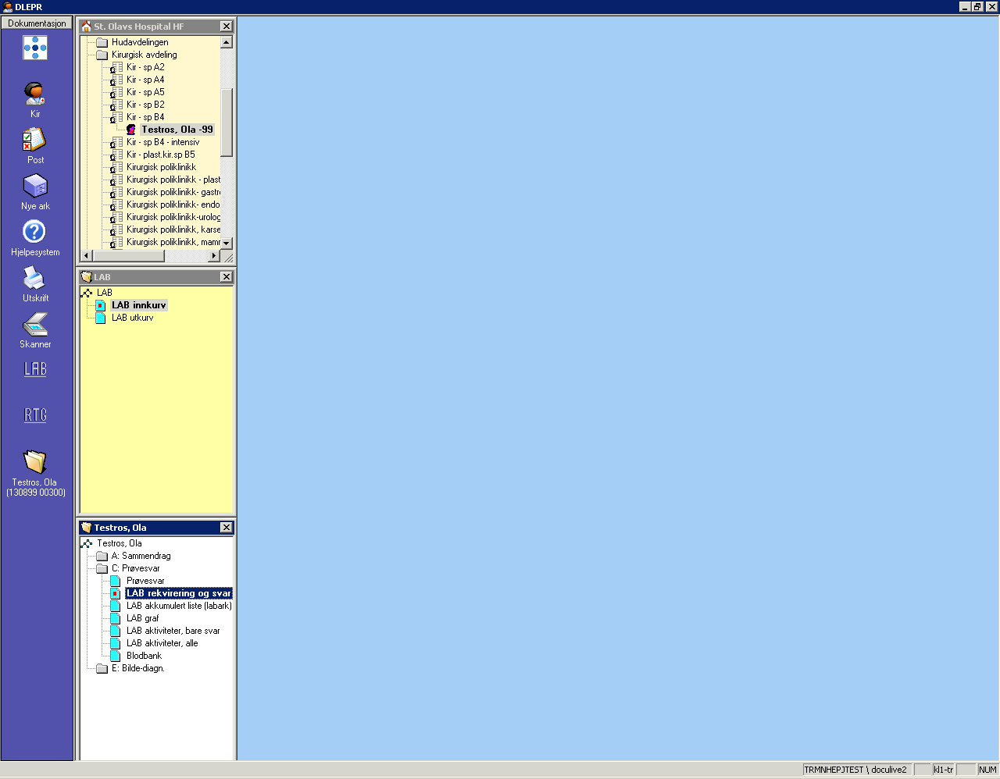 DLEPR
Dokumentasjon
Kir
Post
Nye ark
Hjelpesystem
Utskrift
Skanner
LAB
RTG
Testros, Ola
(130899 00300)
St. Olavs Hospital HF
Hudavdelingen
Kirurgisk avdeling
Kir - sp A2
Kir - sp A4
Kir - sp A5
Kir - sp B2
Kir - sp B4
Testros, Ola -99
Kir - sp B4 - intensiv
Kir - plast.kir.sp B5
Kirurgisk poliklinikk
Kirurgisk poliklinikk - plast
Kirurgisk poliklinikk- gastr
Kirurgisk poliklinikk- endo
Kirurgisk poliklinikk-urolog
Kirurgisk poliklinikk, karse
Kirurgisk poliklinikk, mamm
LAB
LAB
LAB innkurv
LAB utkurv
Testros, Ola
Testros, Ola
A: Sammendrag
C: Prøvesvar
Prøvesvar
LAB rekvirering og svar
LAB akkumulert liste (labark)
LAB graf
LAB aktiviteter, bare svar
LAB aktiviteter, alle
Blodbank
E: Bilde-diagn.
TRMNHEPJTEST \ doculive2
kl1-tr
NUM